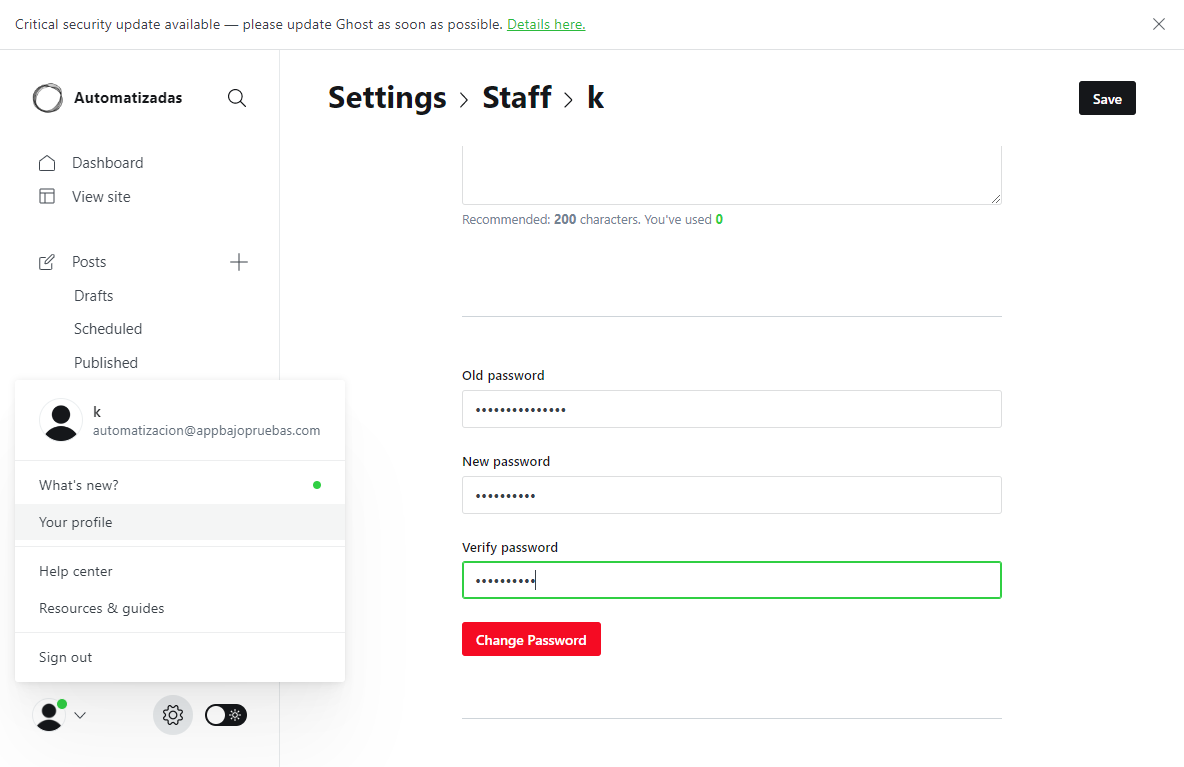 Critical security update available — please update Ghost as soon as possible. Details here.
Automatizadas
Dashboard
View site
Posts
Drafts
Scheduled
Published
k
automatizacion@appbajopruebas.com
What's new?
Your profile
Help center
Resources & guides
Sign out
Settings › Staff › k
Save
Recommended: 200 characters. You've used 0
Old password
•••••••••••••••
New password
••••••••••
Verify password
••••••••••
Change Password